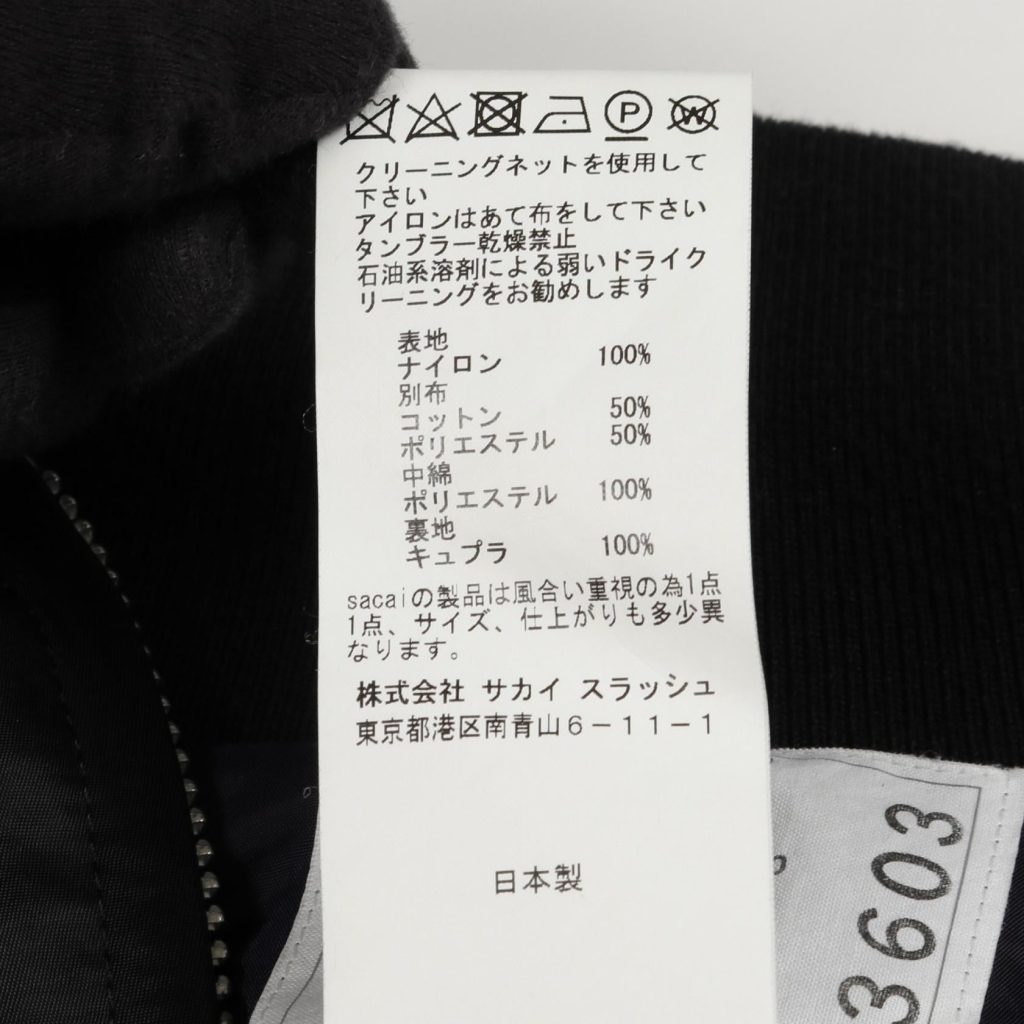 クリーニングネットを使用して
下さい
アイロンはあて布をして下さい
タンブラー乾燥禁止
石油系溶剤による弱いドライク
リーニングをお勧めします
表地
ナイロン 100%
別布
コットン 50%
ポリエステル 50%
中綿
ポリエステル 100%
裏地
キュプラ 100%
sacaiの製品は風合い重視の為1点
1点、サイズ、仕上がりも多少異
なります。
株式会社 サカイ スラッシュ
東京都港区南青山6-11-1
日本製
3603